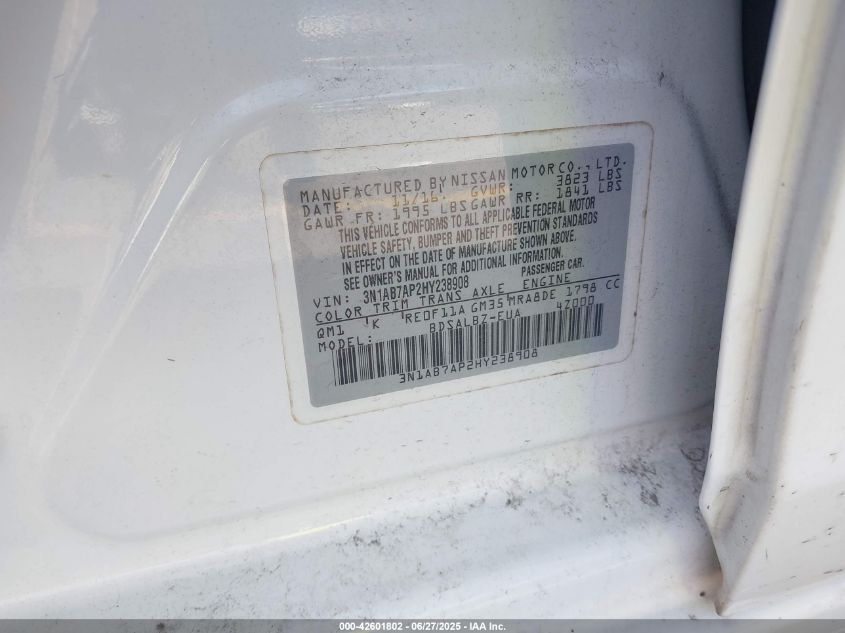 MANUFACTURED BY NISSAN MOTOR CO., LTD.
DATE: 11/16 GVWR: 3823 LBS
GAWR FR: 1995 LBS GAWR RR: 1841 LBS
THIS VEHICLE CONFORMS TO ALL APPLICABLE FEDERAL MOTOR
VEHICLE SAFETY, BUMPER AND THEFT PREVENTION STANDARDS
IN EFFECT ON THE DATE OF MANUFACTURE SHOWN ABOVE.
SEE OWNER'S MANUAL FOR ADDITIONAL INFORMATION.
VIN: 3N1AB7AP2HY238908 PASSENGER CAR.
COLOR TRIM TRANS AXLE ENGINE
QM1 K RE0F11A GM35 MRA8DE 1798 CC
MODEL: BDSALBZ-EUA 4Z000
3N1AB7AP2HY238908
000-42601802 - 06/27/2025 - IAA Inc.